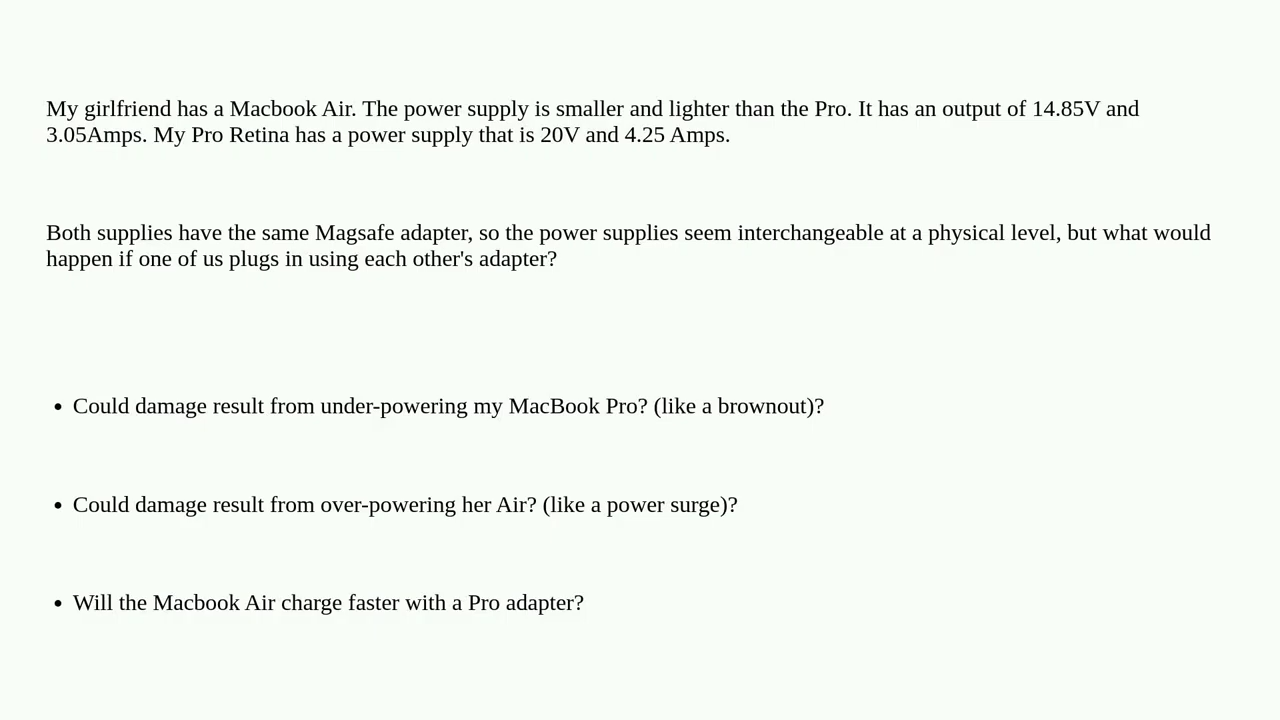 My girlfriend has a Macbook Air. The power supply is smaller and lighter than the Pro. It has an output of 14.85V and
3.05Amps. My Pro Retina has a power supply that is 20V and 4.25 Amps.
Both supplies have the same Magsafe adapter, so the power supplies seem interchangeable at a physical level, but what would
happen if one of us plugs in using each other's adapter?
• Could damage result from under-powering my MacBook Pro? (like a brownout)?
• Could damage result from over-powering her Air? (like a power surge)?
• Will the Macbook Air charge faster with a Pro adapter?